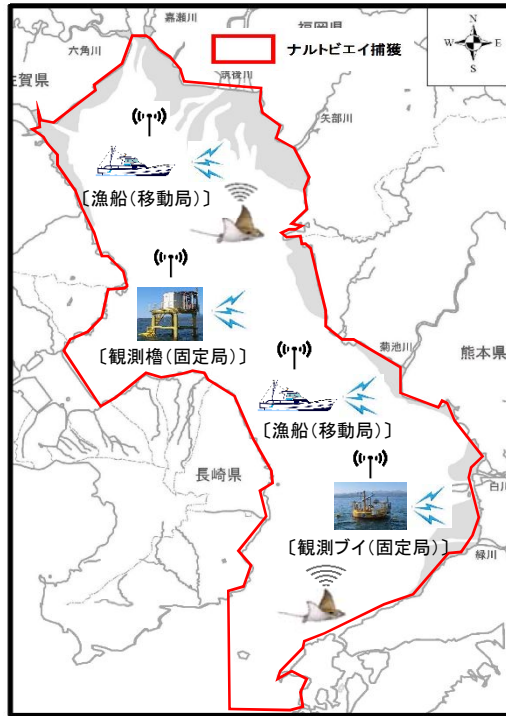 嘉瀬川
福岡県
六角川
ナルトビエイ捕獲
N
W
E
S
筑後川
佐賀県
矢部川
〔漁船(移動局)〕
〔観測櫓(固定局)〕
菊池川
熊本県
〔漁船(移動局)〕
長崎県
白川
〔観測ブイ(固定局)〕
緑川